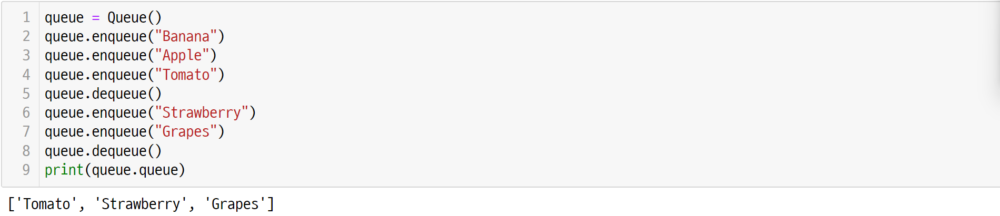 1 queue = Queue()
2 queue.enqueue("Banana")
3 queue.enqueue("Apple")
4 queue.enqueue("Tomato")
5 queue.dequeue()
6 queue.enqueue("Strawberry")
7 queue.enqueue("Grapes")
8 queue.dequeue()
9 print(queue.queue)
['Tomato', 'Strawberry', 'Grapes']